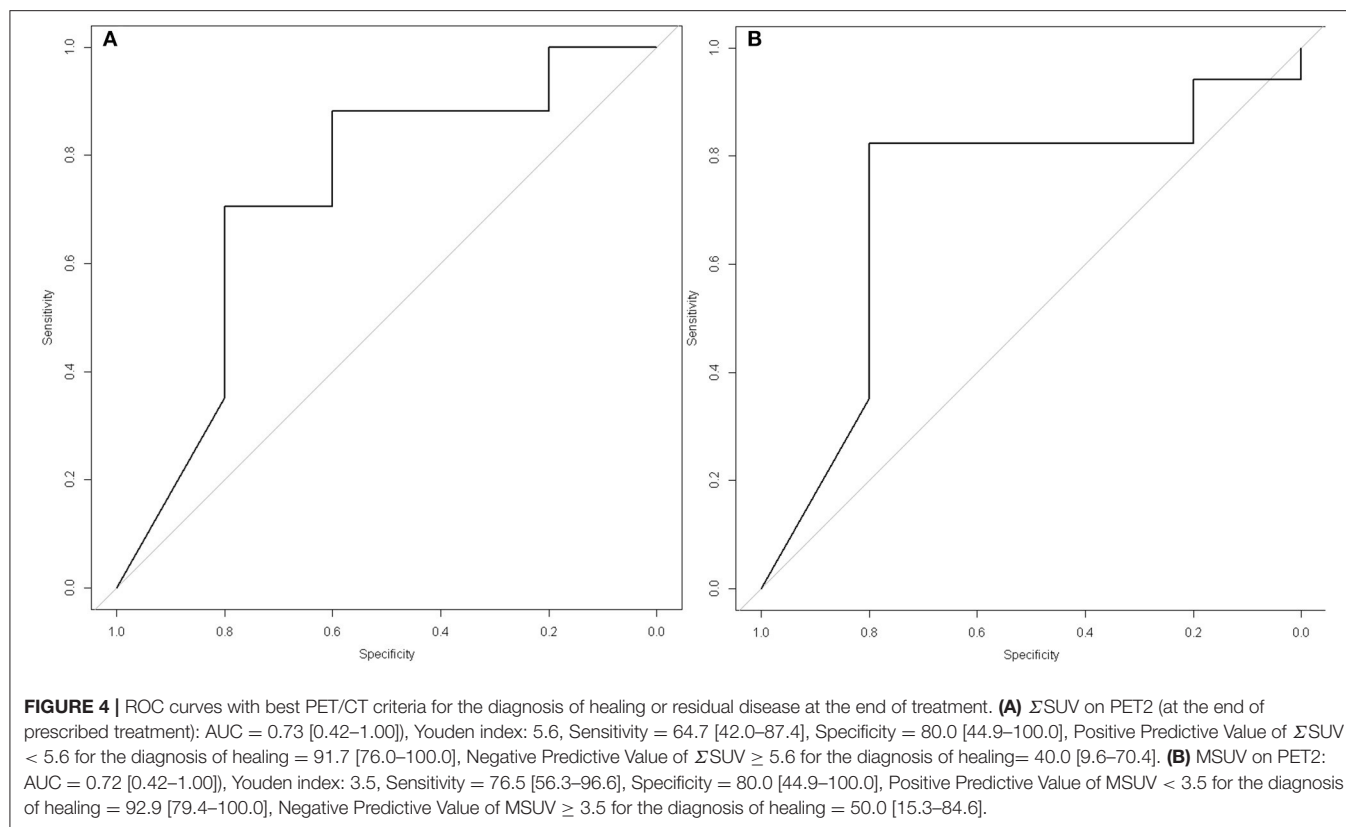 A
1.0
0.8
0.6
0.4
0.2
0.0
Sensitivity
1.0 0.8 0.6 0.4 0.2 0.0
Specificity
B
1.0
0.8
0.6
0.4
0.2
0.0
Sensitivity
1.0 0.8 0.6 0.4 0.2 0.0
Specificity
FIGURE 4 | ROC curves with best PET/CT criteria for the diagnosis of healing or residual disease at the end of treatment. (A) ΣSUV on PET2 (at the end of
prescribed treatment): AUC = 0.73 [0.42–1.00]), Youden index: 5.6, Sensitivity = 64.7 [42.0–87.4], Specificity = 80.0 [44.9–100.0], Positive Predictive Value of ΣSUV
< 5.6 for the diagnosis of healing = 91.7 [76.0–100.0], Negative Predictive Value of ΣSUV ≥ 5.6 for the diagnosis of healing= 40.0 [9.6–70.4]. (B) MSUV on PET2:
AUC = 0.72 [0.42–1.00]), Youden index: 3.5, Sensitivity = 76.5 [56.3–96.6], Specificity = 80.0 [44.9–100.0], Positive Predictive Value of MSUV < 3.5 for the diagnosis
of healing = 92.9 [79.4–100.0], Negative Predictive Value of MSUV ≥ 3.5 for the diagnosis of healing = 50.0 [15.3–84.6].